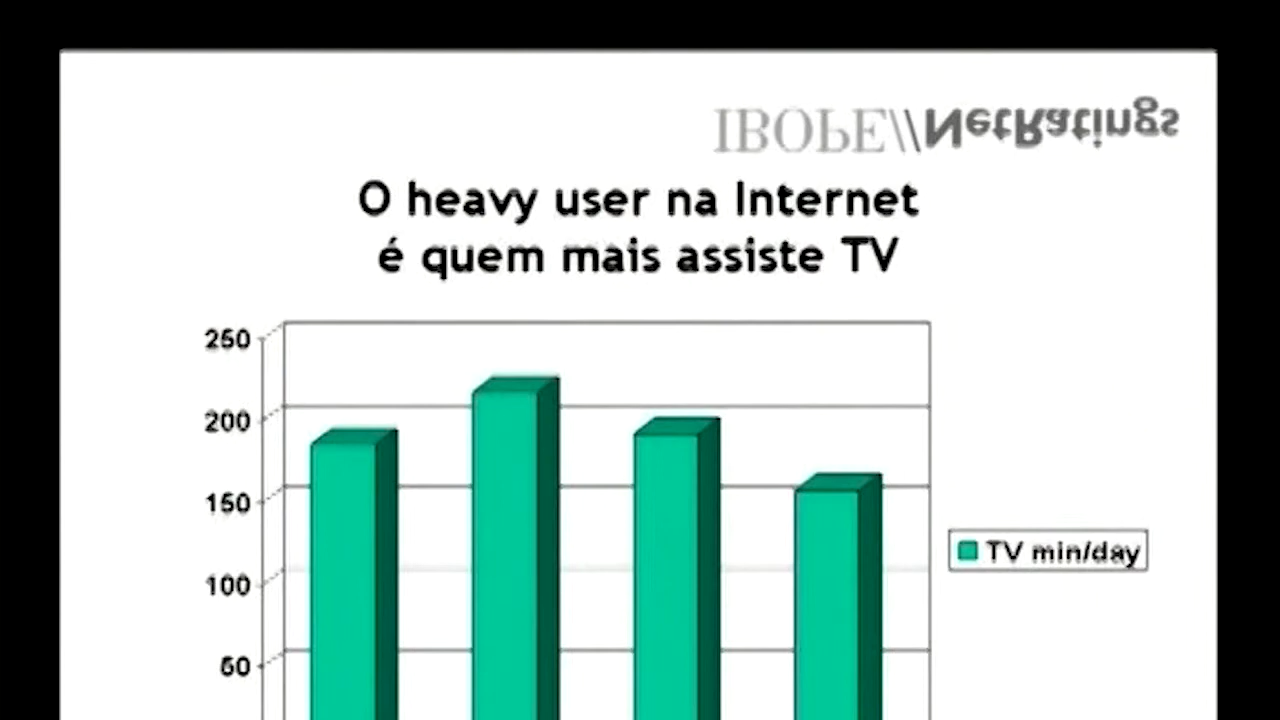 IBOPE\\NetRatings
O heavy user na Internet
é quem mais assiste TV
250
200
150
100
50
TV min/day